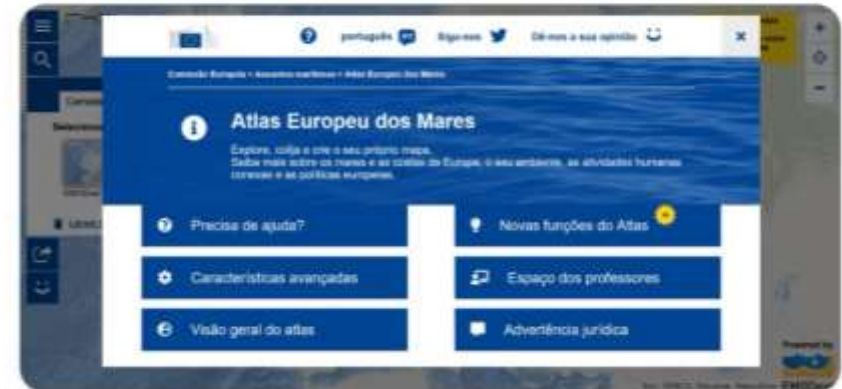 português PT
Siga-nos
Dê-nos a sua opinião
Comissão Europeia > Assuntos marítimos > Atlas Europeu dos Mares
Atlas Europeu dos Mares
Explore, colija e crie o seu próprio mapa.
Saiba mais sobre os mares e as costas da Europa, o seu ambiente, as atividades humanas
conexas e as políticas europeias.
Precisa de ajuda?
Novas funções do Atlas
Características avançadas
Espaço dos professores
Visão geral do atlas
Advertência jurídica
Powered by